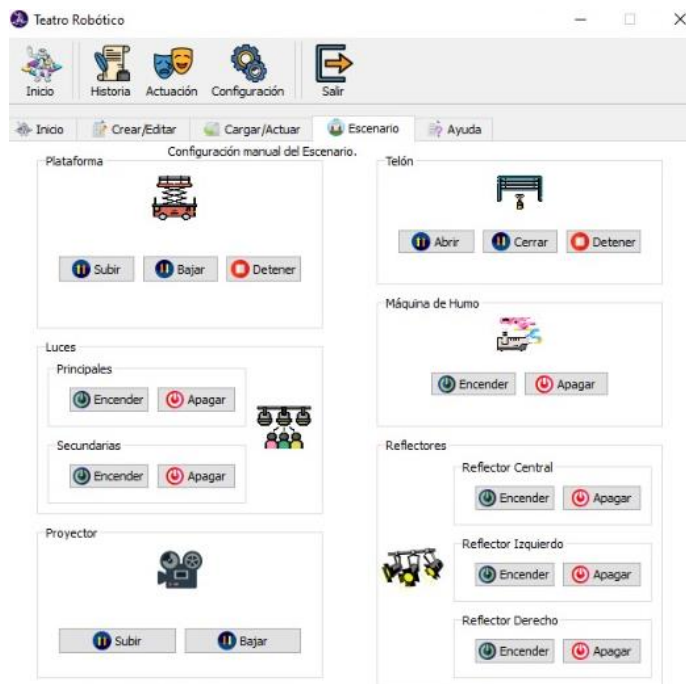 Teatro Robótico
Inicio Historia Actuación Configuración Salir
Inicio Crear/Editar Cargar/Actuar Escenario Ayuda
Configuración manual del Escenario.
Plataforma
Subir Bajar Detener
Luces
Principales
Encender Apagar
Secundarias
Encender Apagar
Proyector
Subir Bajar
Telón
Abrir Cerrar Detener
Máquina de Humo
Encender Apagar
Reflectores
Reflector Central
Encender Apagar
Reflector Izquierdo
Encender Apagar
Reflector Derecho
Encender Apagar